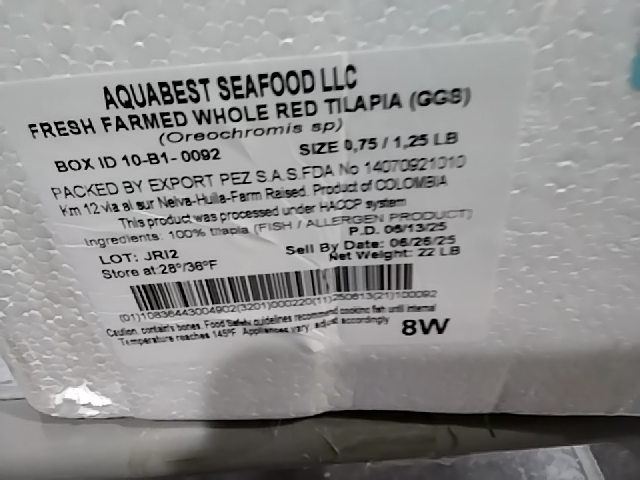 AQUABEST SEAFOOD LLC
FRESH FARMED WHOLE RED TILAPIA (GGS)
(Oreochromis sp)
BOX ID 10-B1-0092 SIZE 0,75 / 1,25 LB
PACKED BY EXPORT PEZ S.A.S.FDA No 14070921010
Km 12 via al sur Neiva-Huila-Farm Raised. Product of COLOMBIA
This product was processed under HACCP system
Ingredients: 100% tilapia (FISH / ALLERGEN PRODUCT)
P.D. 06/13/25
LOT: JRI2 Sell By Date: 06/26/25
Store at:28°/36°F Net Weight: 22 LB
(01)10836443004902(3201)000220(11)250613(21)100092
Caution: contains bones. Food Safety guidelines recommend cooking fish until internal
Temperature reaches 145°F. Appliances vary, adjust accordingly
8W